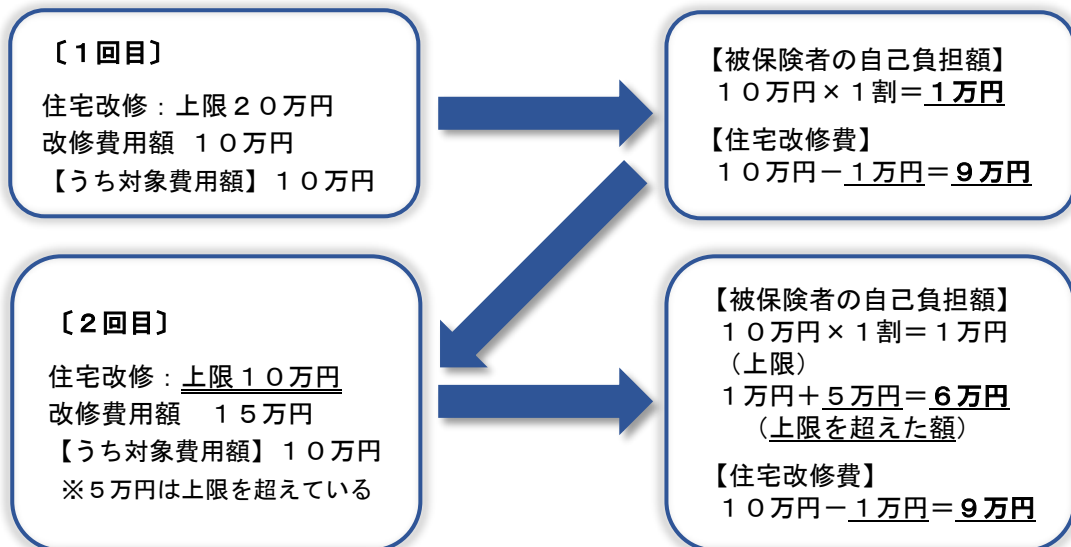 〔１回目〕
住宅改修：上限２０万円
改修費用額 １０万円
【うち対象費用額】１０万円
【被保険者の自己負担額】
１０万円×１割＝１万円
【住宅改修費】
１０万円－１万円＝９万円
〔２回目〕
住宅改修：上限１０万円
改修費用額　１５万円
【うち対象費用額】１０万円
※５万円は上限を超えている
【被保険者の自己負担額】
１０万円×１割＝１万円
（上限）
１万円＋５万円＝６万円
（上限を超えた額）
【住宅改修費】
１０万円－１万円＝９万円